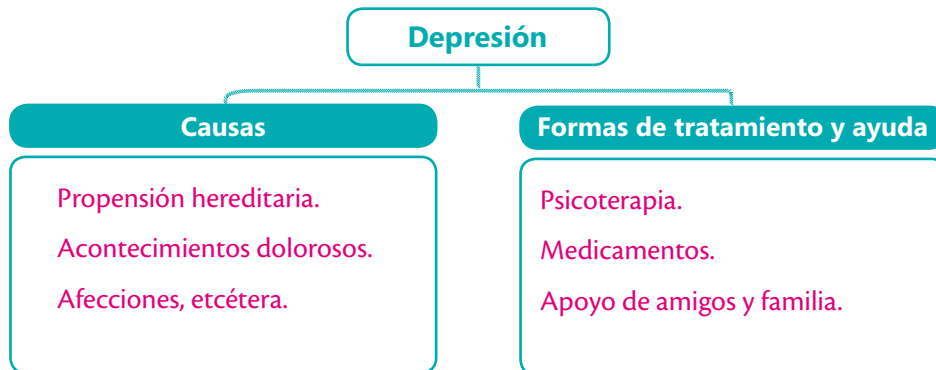 Depresión
Causas
Propensión hereditaria.
Acontecimientos dolorosos.
Afecciones, etcétera.
Formas de tratamiento y ayuda
Psicoterapia.
Medicamentos.
Apoyo de amigos y familia.